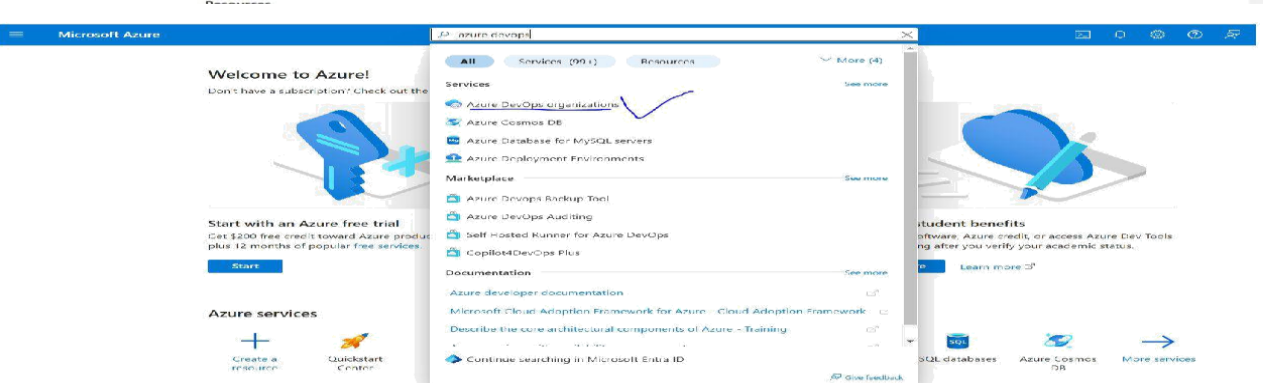 Resources
Microsoft Azure
azure devops
All Services (99+) Resources More (4)
Welcome to Azure!
Don't have a subscription? Check out the
Services See more
Azure DevOps organizations
Azure Cosmos DB
Azure Database for MySQL servers
Azure Deployment Environments
Marketplace See more
Azure Devops Backup Tool
Azure DevOps Auditing
Self Hosted Runner for Azure DevOps
Copilot4DevOps Plus
Documentation See more
Azure developer documentation
Microsoft Cloud Adoption Framework for Azure - Cloud Adoption Framework
Describe the core architectural components of Azure - Training
Continue searching in Microsoft Entra ID
Give feedback
Start with an Azure free trial
Get $200 free credit toward Azure produ
plus 12 months of popular free services.
Start
student benefits
oftware, Azure credit, or access Azure Dev Tools
ng after you verify your academic status.
Learn more
Azure services
Create a resource
Quickstart Center
SQL
SQL databases
Azure Cosmos DB
More services